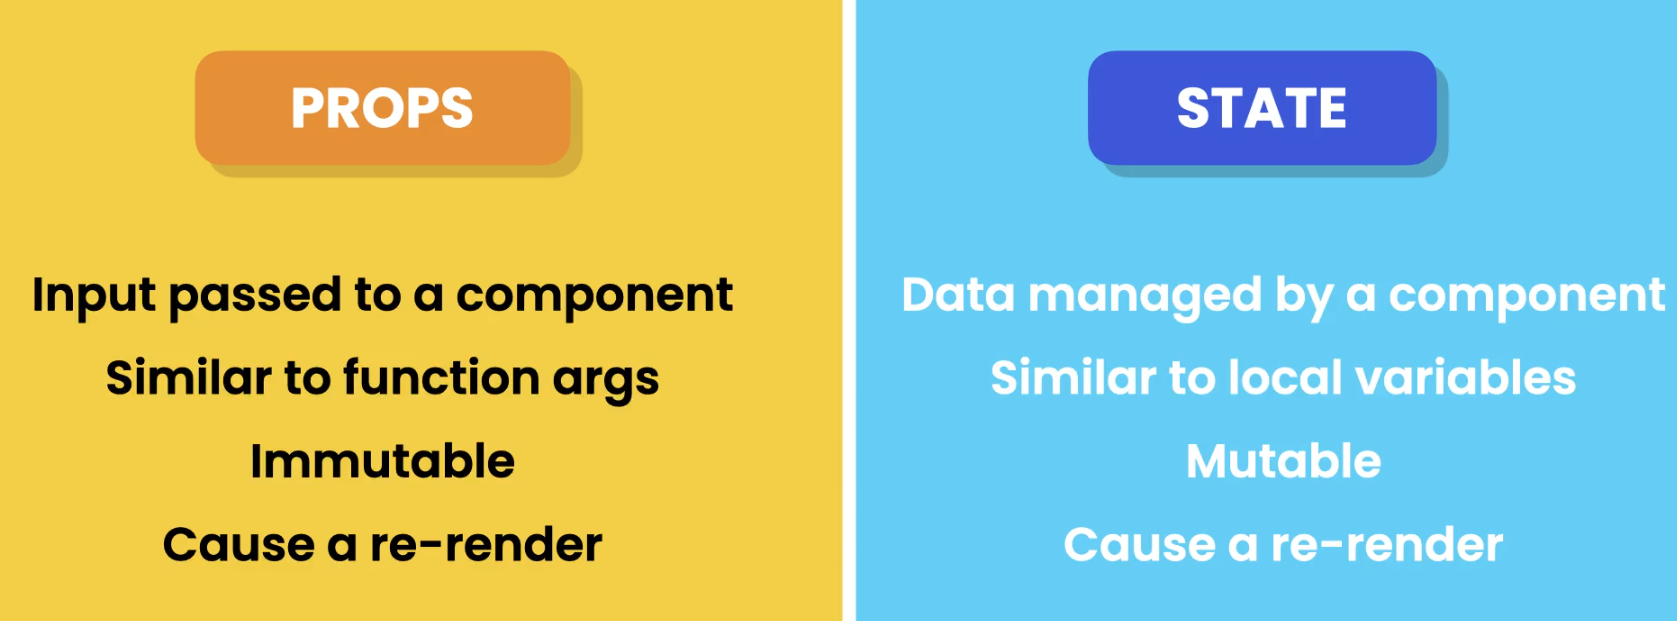 PROPS
Input passed to a component
Similar to function args
Immutable
Cause a re-render
STATE
Data managed by a component
Similar to local variables
Mutable
Cause a re-render